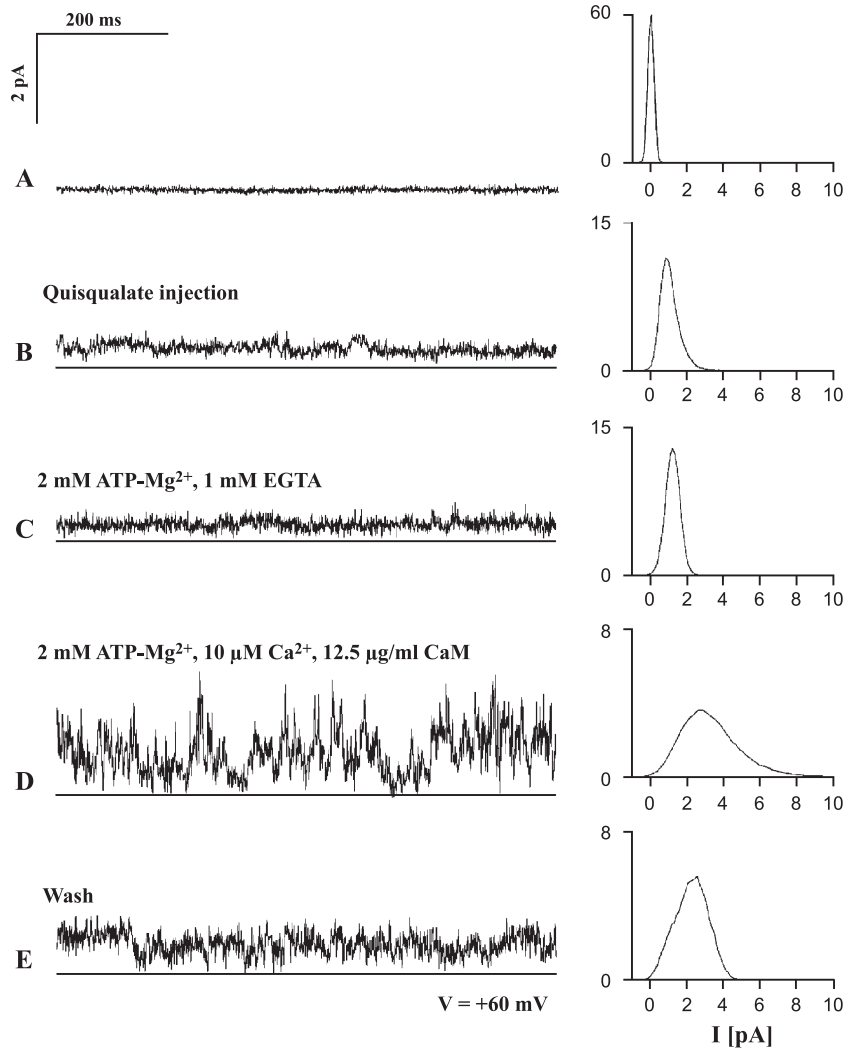 200 ms
2 pA
60
0
0 2 4 6 8 10
A
15
0
0 2 4 6 8 10
Quisqualate injection
B
15
0
0 2 4 6 8 10
2 mM ATP-Mg²⁺, 1 mM EGTA
C
8
0
0 2 4 6 8 10
2 mM ATP-Mg²⁺, 10 µM Ca²⁺, 12.5 µg/ml CaM
D
8
0
0 2 4 6 8 10
Wash
E
V = +60 mV
I [pA]